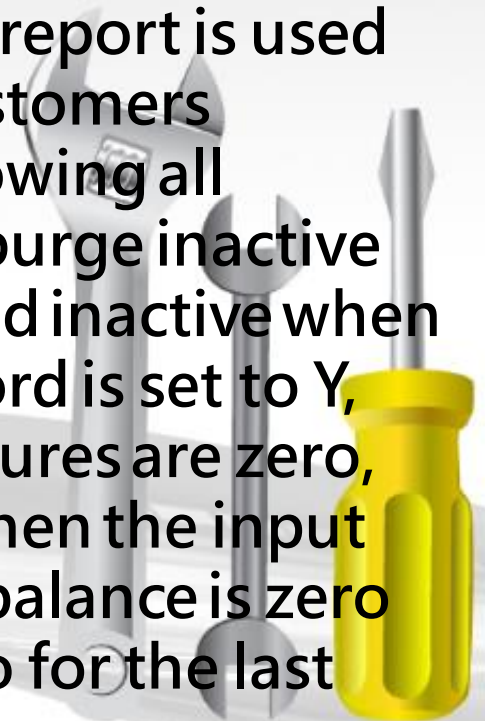 report is used
stomers
owing all
purge inactive
d inactive when
ord is set to Y,
ures are zero,
hen the input
balance is zero
o for the last